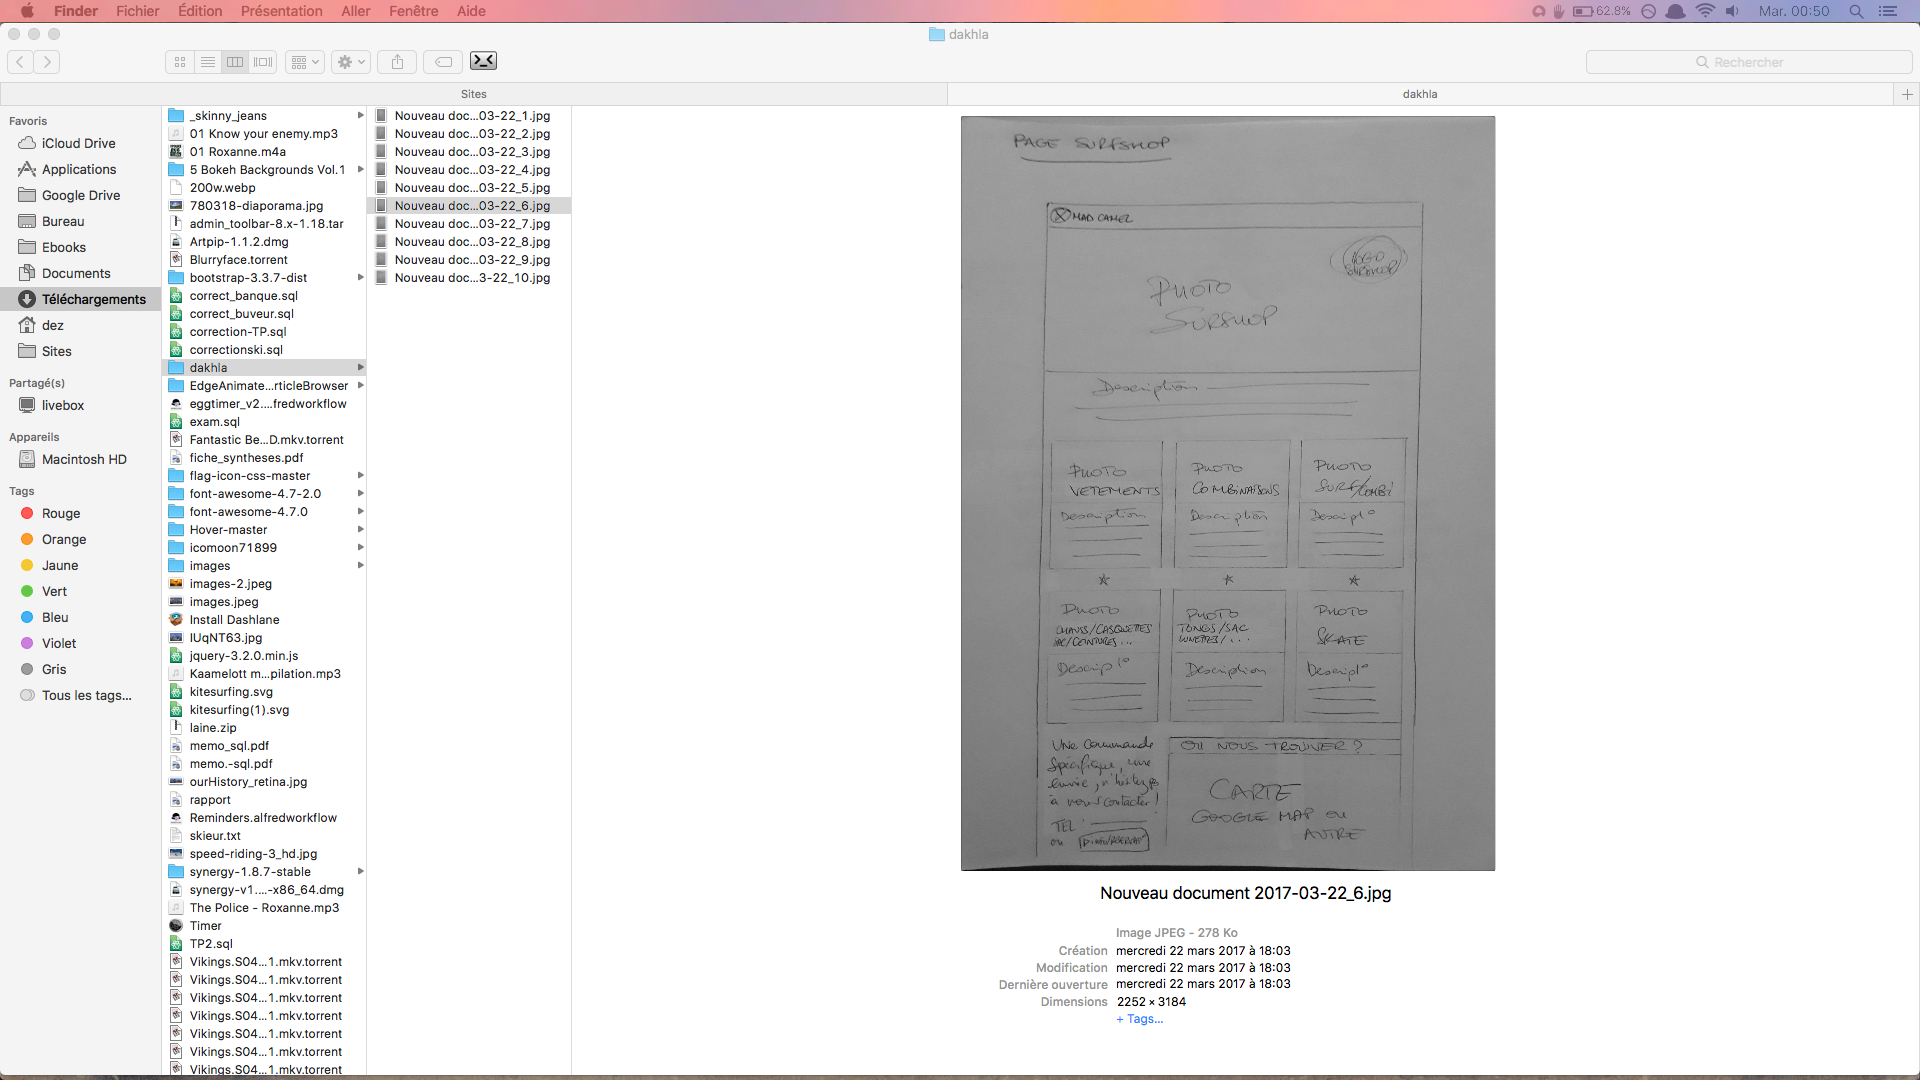 Finder Fichier Édition Présentation Aller Fenêtre Aide 62.8% Mar. 00:50
dakhla
Rechercher
Sites dakhla
Favoris
iCloud Drive
Applications
Google Drive
Bureau
Ebooks
Documents
Téléchargements
dez
Sites
Partagé(s)
livebox
Appareils
Macintosh HD
Tags
Rouge
Orange
Jaune
Vert
Bleu
Violet
Gris
Tous les tags...
_skinny_jeans
01 Know your enemy.mp3
01 Roxanne.m4a
5 Bokeh Backgrounds Vol.1
200w.webp
780318-diaporama.jpg
admin_toolbar-8.x-1.18.tar
Artpip-1.1.2.dmg
Blurryface.torrent
bootstrap-3.3.7-dist
correct_banque.sql
correct_buveur.sql
correction-TP.sql
correctionski.sql
dakhla
EdgeAnimate...rticleBrowser
eggtimer_v2....fredworkflow
exam.sql
Fantastic Be...D.mkv.torrent
fiche_syntheses.pdf
flag-icon-css-master
font-awesome-4.7-2.0
font-awesome-4.7.0
Hover-master
icomoon71899
images
images-2.jpeg
images.jpeg
Install Dashlane
IUqNT63.jpg
jquery-3.2.0.min.js
Kaamelott m...pilation.mp3
kitesurfing.svg
kitesurfing(1).svg
laine.zip
memo_sql.pdf
memo.-sql.pdf
ourHistory_retina.jpg
rapport
Reminders.alfredworkflow
skieur.txt
speed-riding-3_hd.jpg
synergy-1.8.7-stable
synergy-v1....-x86_64.dmg
The Police - Roxanne.mp3
Timer
TP2.sql
Vikings.S04...1.mkv.torrent
Vikings.S04...1.mkv.torrent
Vikings.S04...1.mkv.torrent
Vikings.S04...1.mkv.torrent
Vikings.S04...1.mkv.torrent
Vikings.S04...1.mkv.torrent
Vikings.S04...1.mkv.torrent
Nouveau doc...03-22_1.jpg
Nouveau doc...03-22_2.jpg
Nouveau doc...03-22_3.jpg
Nouveau doc...03-22_4.jpg
Nouveau doc...03-22_5.jpg
Nouveau doc...03-22_6.jpg
Nouveau doc...03-22_7.jpg
Nouveau doc...03-22_8.jpg
Nouveau doc...03-22_9.jpg
Nouveau doc...3-22_10.jpg
PAGE SURFSHOP
MAD CAMEL
LOGO
SURFSHOP
PHOTO
SURSHOP
Description
PHOTO
VETEMENTS
Description
PHOTO
COMBINAISONS
Description
PHOTO
SURF/COMBI
Descript°
PHOTO
CHAUSS/CASQUETTES
SAC/CEINTURES...
Descript°
PHOTO
TONGS/SAC
LUNETTES/...
Description
PHOTO
SKATE
Descript°
Une commande
Spécifique, une
envie, n'hésitez pas
à nous contacter!
TEL
ou
OU NOUS TROUVER?
CARTE
GOOGLE MAP ou
AUTRE
Nouveau document 2017-03-22_6.jpg
Image JPEG - 278 Ko
Création mercredi 22 mars 2017 à 18:03
Modification mercredi 22 mars 2017 à 18:03
Dernière ouverture mercredi 22 mars 2017 à 18:03
Dimensions 2252 × 3184
+ Tags...